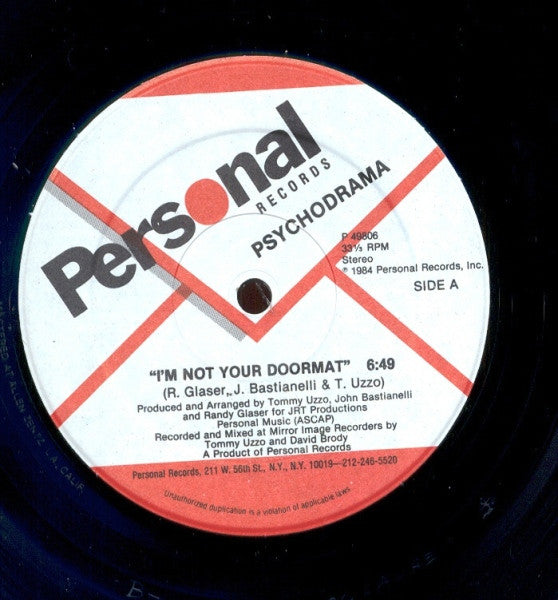 Personal
RECORDS
PSYCHODRAMA
P 49806
33⅓ RPM
Stereo
℗ 1984 Personal Records, Inc.
SIDE A
"I'M NOT YOUR DOORMAT" 6:49
(R. Glaser,,J. Bastianelli & T. Uzzo)
Produced and Arranged by Tommy Uzzo, John Bastianelli
and Randy Glaser for JRT Productions
Personal Music (ASCAP)
Recorded and Mixed at Mirror Image Recorders by
Tommy Uzzo and David Brody
A Product of Personal Records
Personal Records, 211 W. 56th St., N.Y., N.Y. 10019—212-246-5520
Unauthorized duplication is a violation of applicable laws.